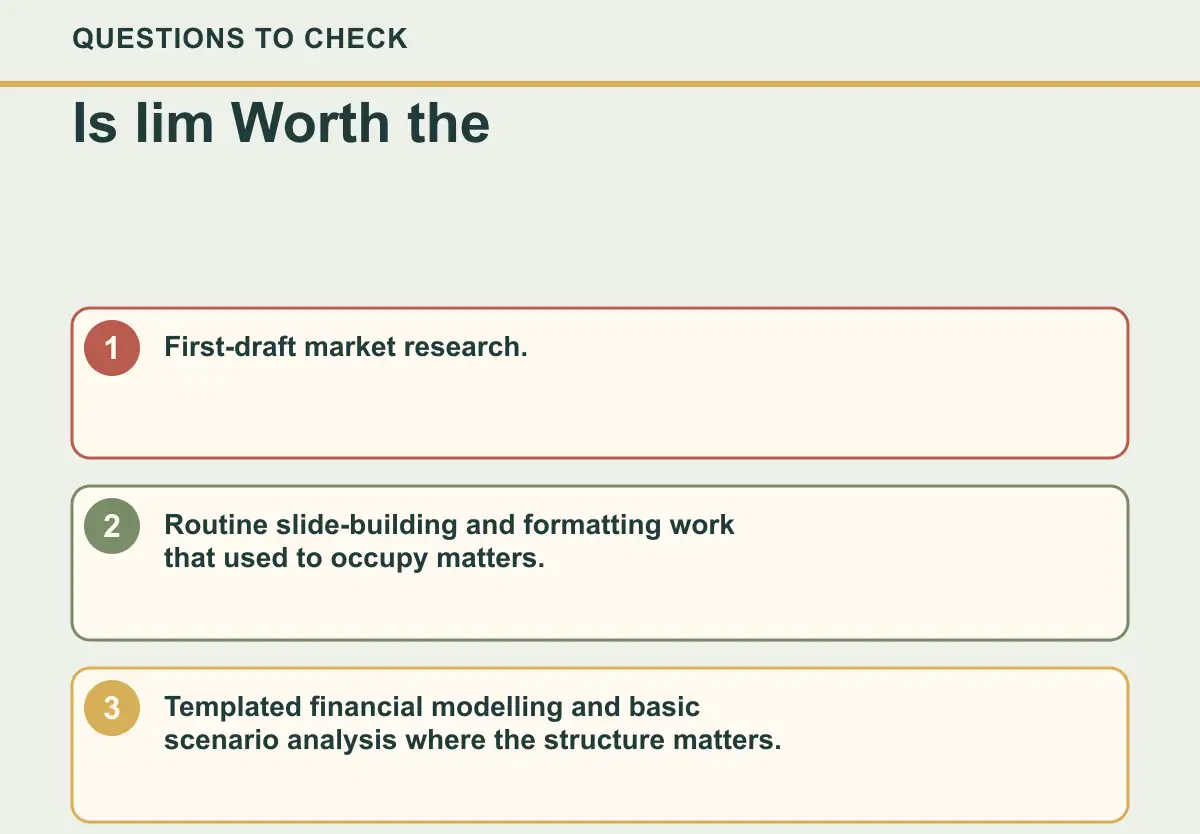 QUESTIONS TO CHECK
Is Iim Worth the
1
First-draft market research.
2
Routine slide-building and formatting work
that used to occupy matters.
3
Templated financial modelling and basic
scenario analysis where the structure matters.